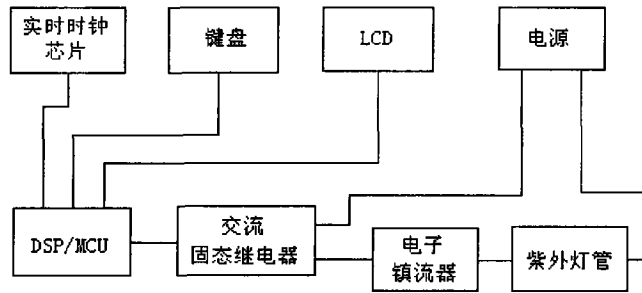 实时时钟
芯片
键盘
LCD
电源
DSP/MCU
交流
固态继电器
电子
镇流器
紫外灯管